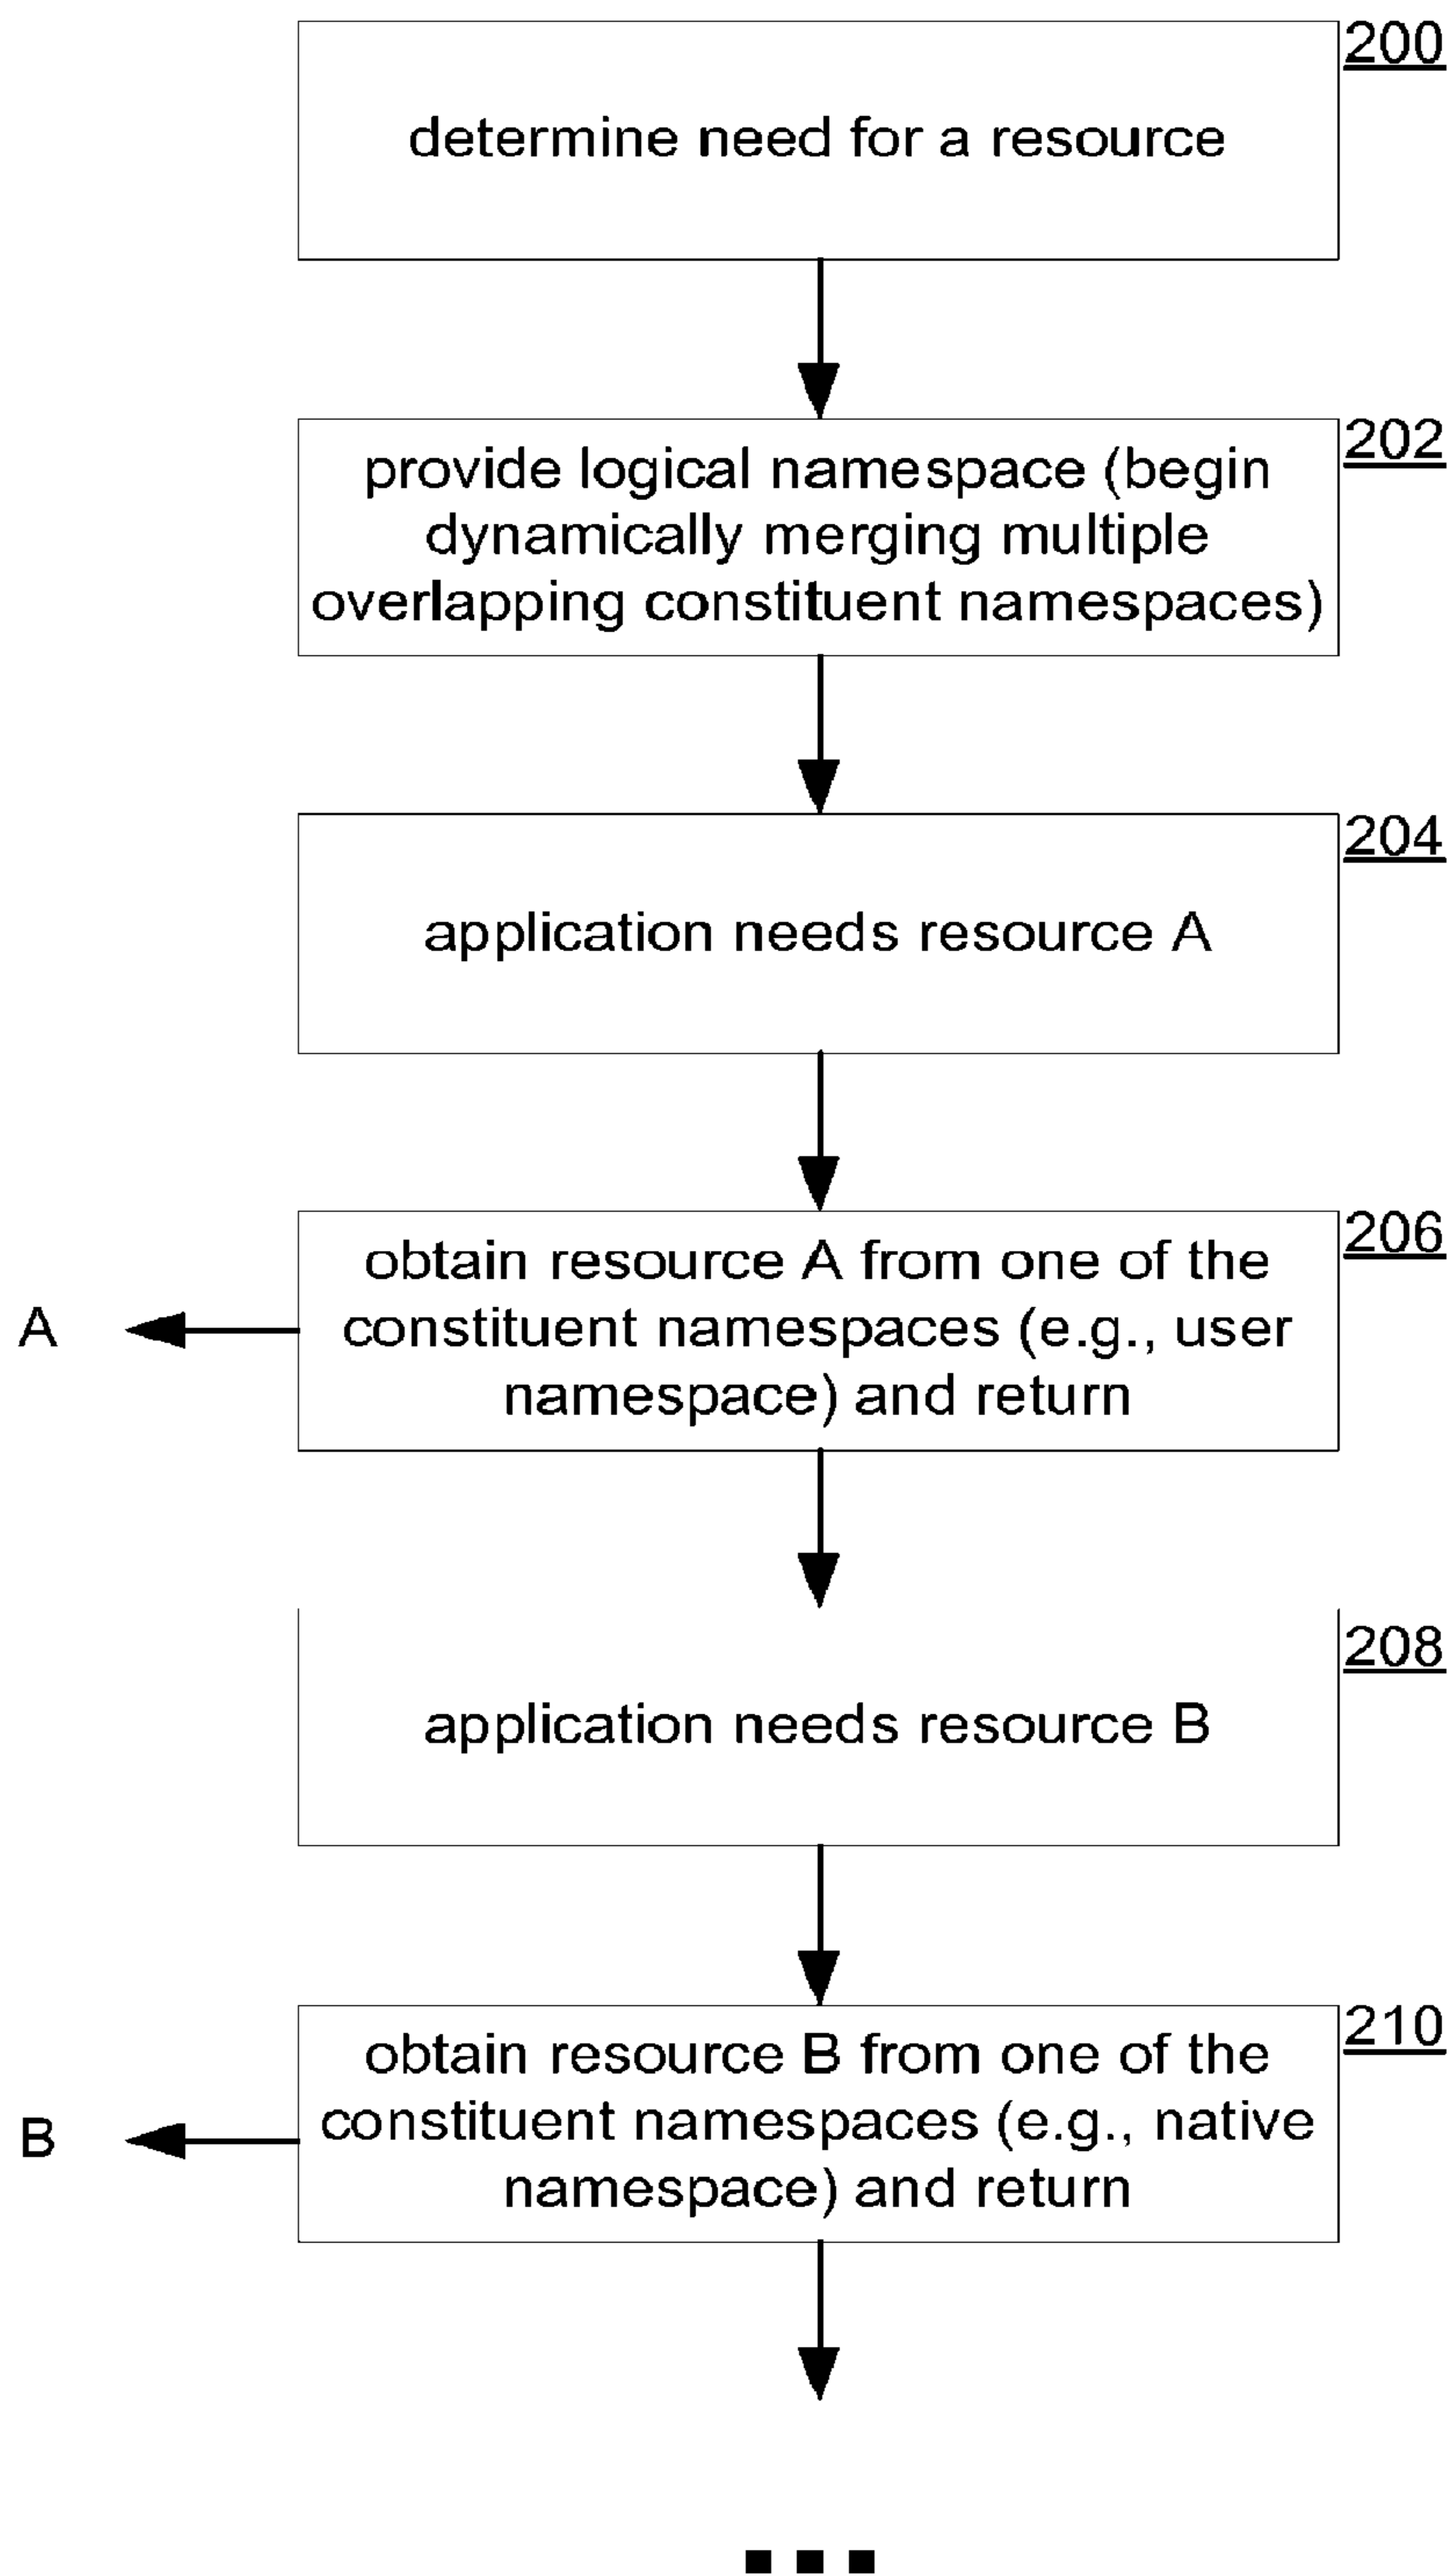 200
determine need for a resource
202
provide logical namespace (begin
dynamically merging multiple
overlapping constituent namespaces)
204
application needs resource A
206
obtain resource A from one of the
constituent namespaces (e.g., user
namespace) and return
A
208
application needs resource B
210
obtain resource B from one of the
constituent namespaces (e.g., native
namespace) and return
B
...